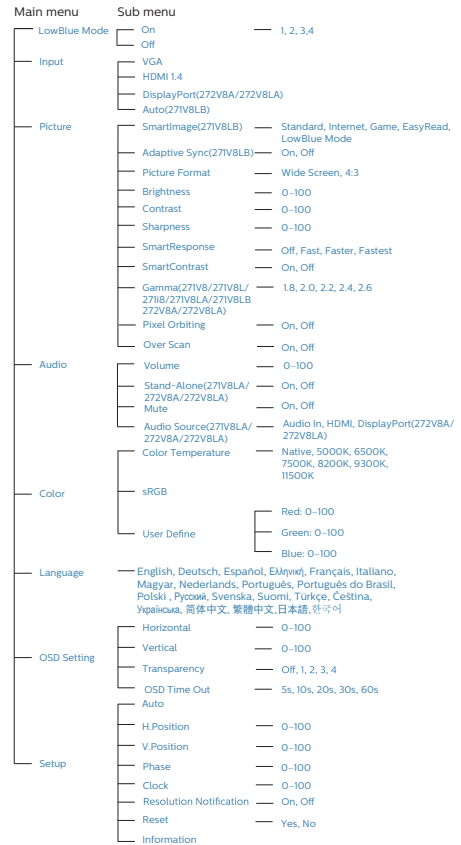 Main menu Sub menu
LowBlue Mode On 1, 2, 3,4
Off
Input VGA
HDMI 1.4
DisplayPort(272V8A/272V8LA)
Auto(271V8LB)
Picture SmartImage(271V8LB) Standard, Internet, Game, EasyRead,
LowBlue Mode
Adaptive Sync(271V8LB) On, Off
Picture Format Wide Screen, 4:3
Brightness 0-100
Contrast 0-100
Sharpness 0-100
SmartResponse Off, Fast, Faster, Fastest
SmartContrast On, Off
Gamma(271V8/271V8L/ 1.8, 2.0, 2.2, 2.4, 2.6
271i8/271V8LA/271V8LB
272V8A/272V8LA)
Pixel Orbiting On, Off
Over Scan On, Off
Audio Volume 0-100
Stand-Alone(271V8LA/ On, Off
272V8A/272V8LA)
Mute On, Off
Audio Source(271V8LA/ Audio In, HDMI, DisplayPort(272V8A/
272V8A/272V8LA) 272V8LA)
Color Temperature Native, 5000K, 6500K,
7500K, 8200K, 9300K,
11500K
Color sRGB
Red: 0-100
User Define Green: 0-100
Blue: 0-100
Language English, Deutsch, Español, Ελληνική, Français, Italiano,
Magyar, Nederlands, Português, Português do Brasil,
Polski , Русский, Svenska, Suomi, Türkçe, Čeština,
Українська, 简体中文, 繁體中文,日本語,한국어
Horizontal 0-100
OSD Setting Vertical 0-100
Transparency Off, 1, 2, 3, 4
OSD Time Out 5s, 10s, 20s, 30s, 60s
Auto
H.Position 0-100
V.Position 0-100
Setup Phase 0-100
Clock 0-100
Resolution Notification On, Off
Reset Yes, No
Information